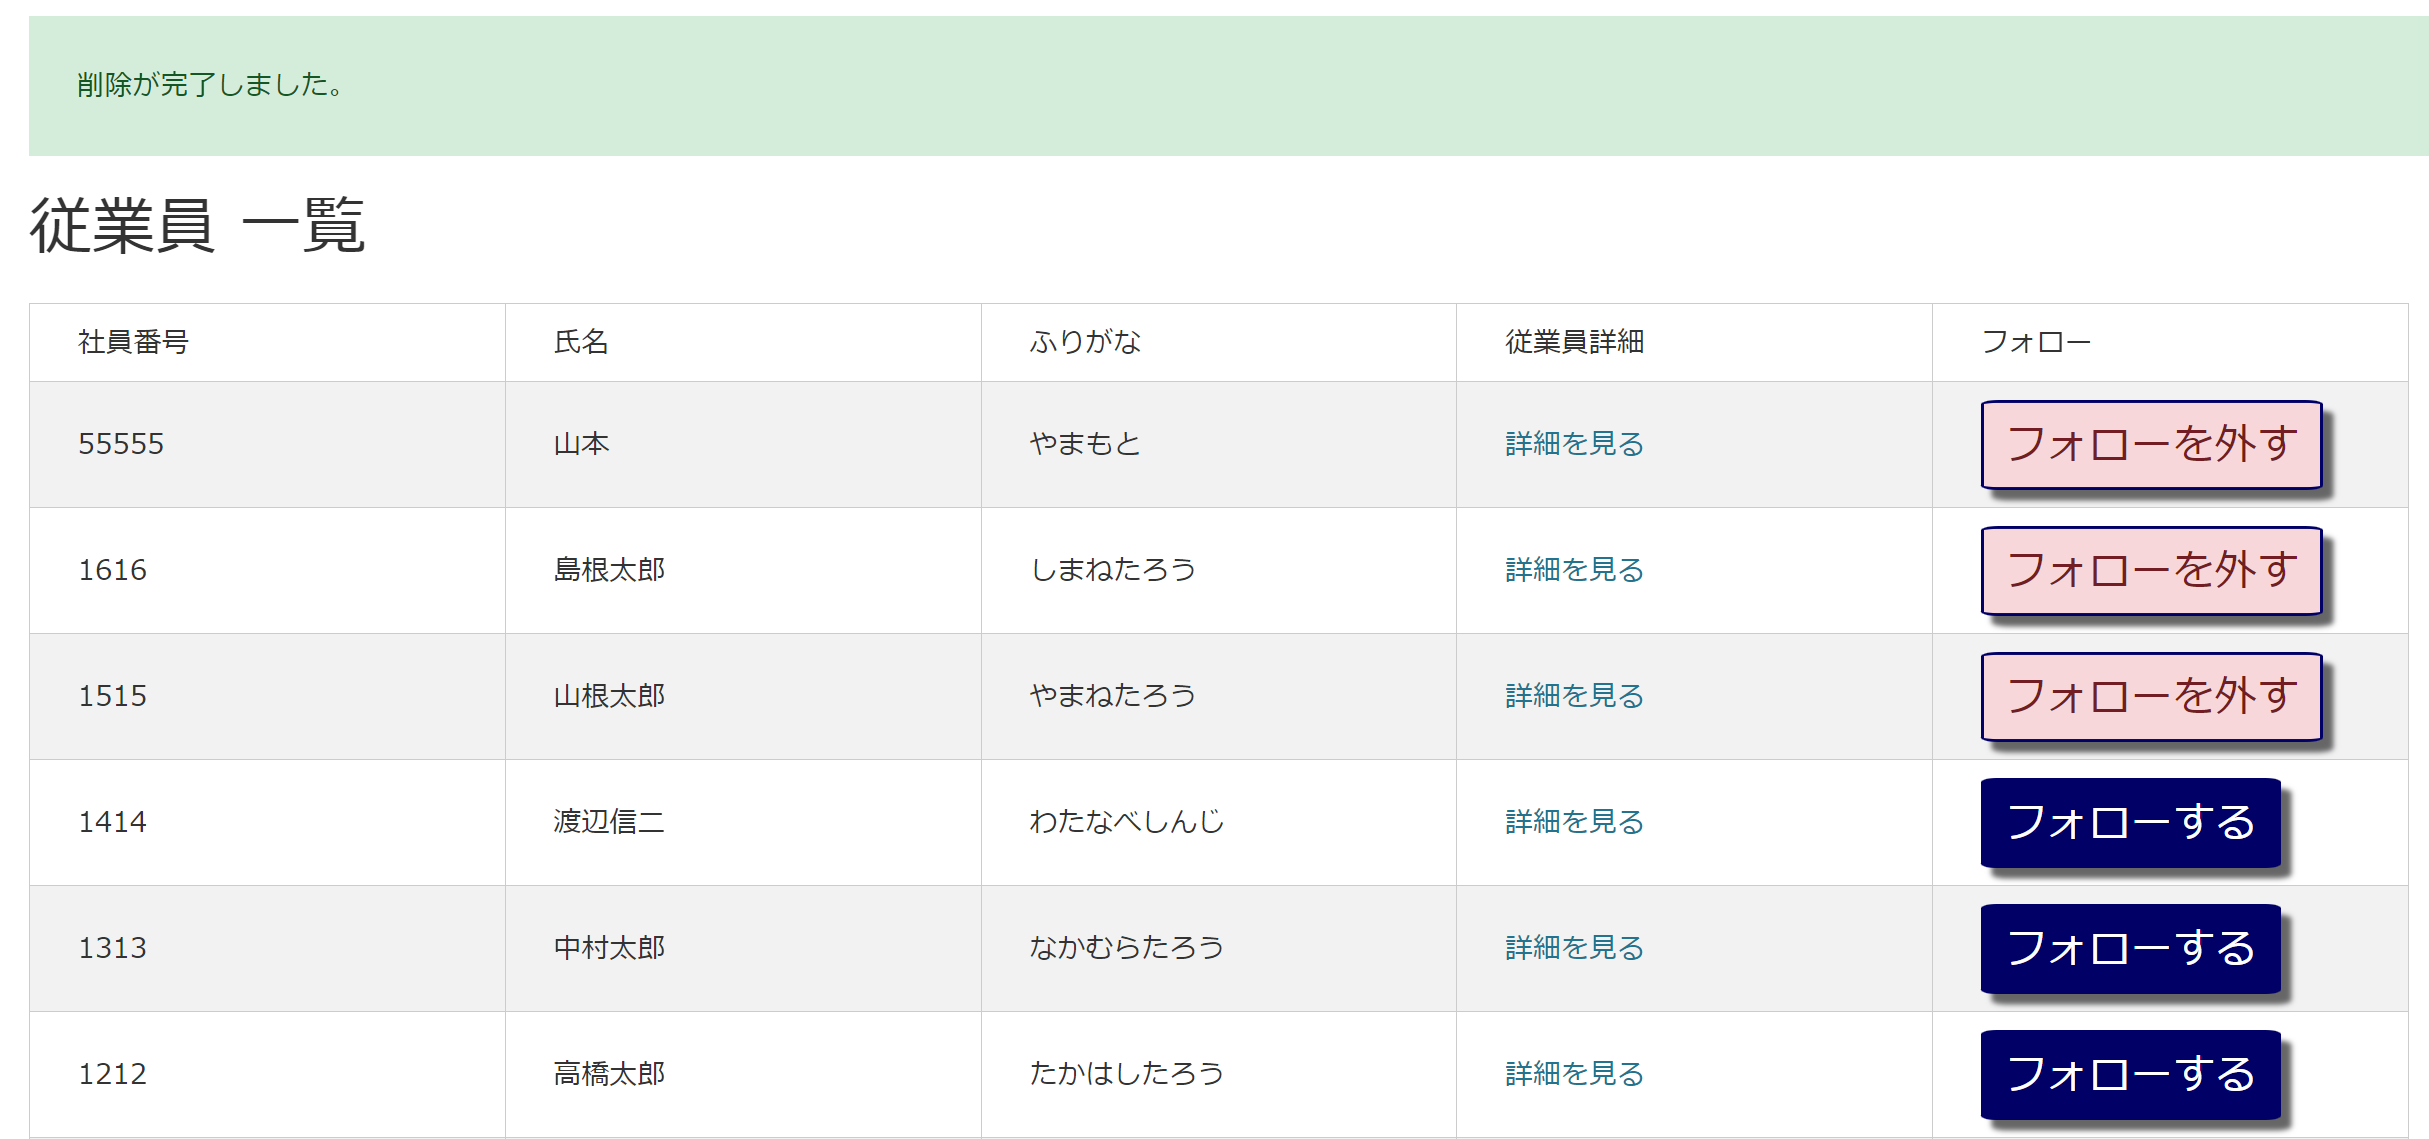 削除が完了しました。
従業員 一覧
社員番号 氏名 ふりがな 従業員詳細 フォロー
55555 山本 やまもと 詳細を見る フォローを外す
1616 島根太郎 しまねたろう 詳細を見る フォローを外す
1515 山根太郎 やまねたろう 詳細を見る フォローを外す
1414 渡辺信二 わたなべしんじ 詳細を見る フォローする
1313 中村太郎 なかむらたろう 詳細を見る フォローする
1212 高橋太郎 たかはしたろう 詳細を見る フォローする